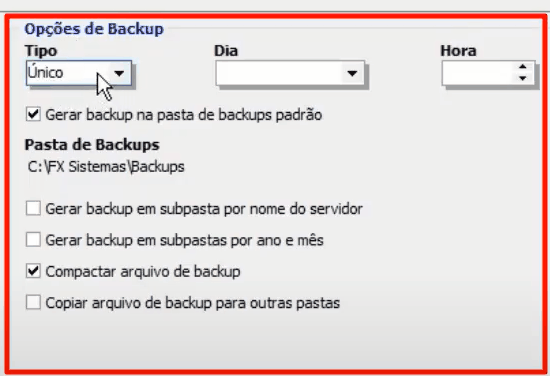 Opções de Backup
Tipo Dia Hora
Único
Gerar backup na pasta de backups padrão
Pasta de Backups
C:\FX Sistemas\Backups
Gerar backup em subpasta por nome do servidor
Gerar backup em subpastas por ano e mês
Compactar arquivo de backup
Copiar arquivo de backup para outras pastas